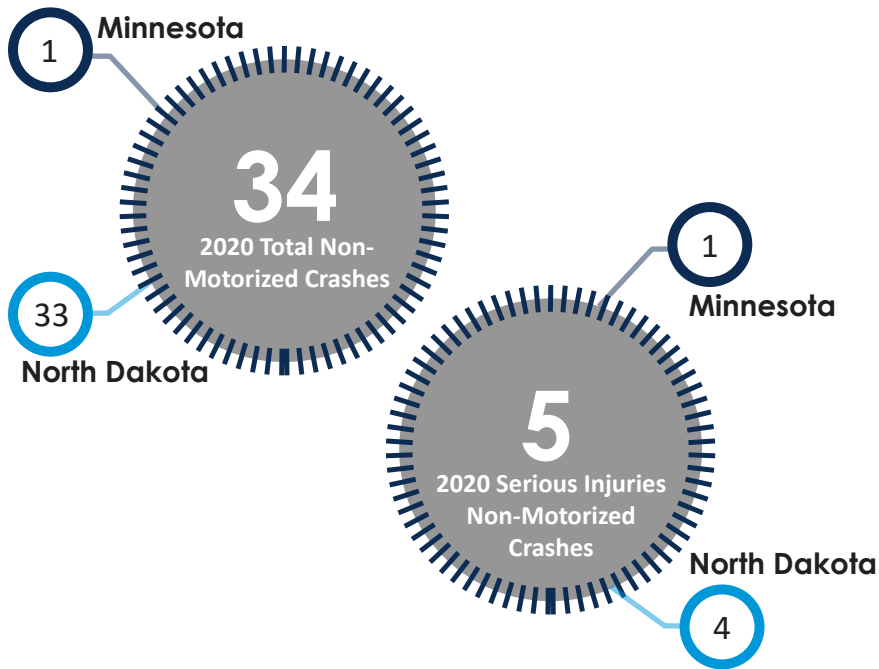 Minnesota
1
34
2020 Total Non-
Motorized Crashes
33
North Dakota
1
Minnesota
5
2020 Serious Injuries
Non-Motorized
Crashes
North Dakota
4